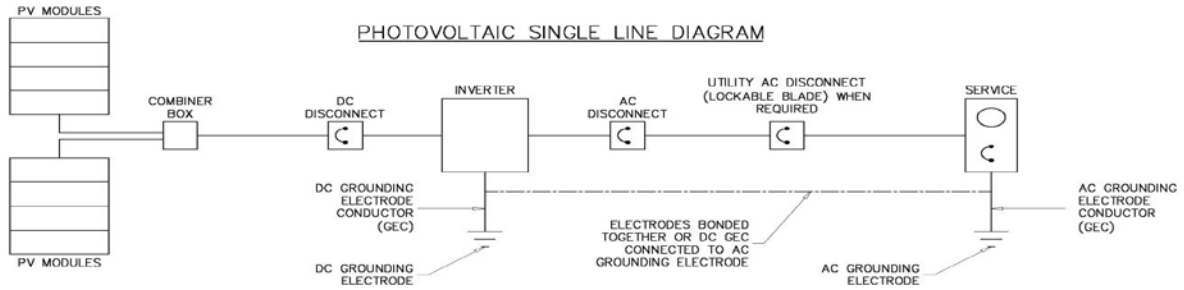 PV MODULES
PHOTOVOLTAIC SINGLE LINE DIAGRAM
COMBINER
BOX
DC
DISCONNECT
INVERTER
AC
DISCONNECT
UTILITY AC DISCONNECT
(LOCKABLE BLADE) WHEN
REQUIRED
SERVICE
PV MODULES
DC GROUNDING
ELECTRODE
CONDUCTOR
(GEC)
DC GROUNDING
ELECTRODE
ELECTRODES BONDED
TOGETHER OR DC GEC
CONNECTED TO AC
GROUNDING ELECTRODE
AC GROUNDING
ELECTRODE
CONDUCTOR
(GEC)
AC GROUNDING
ELECTRODE